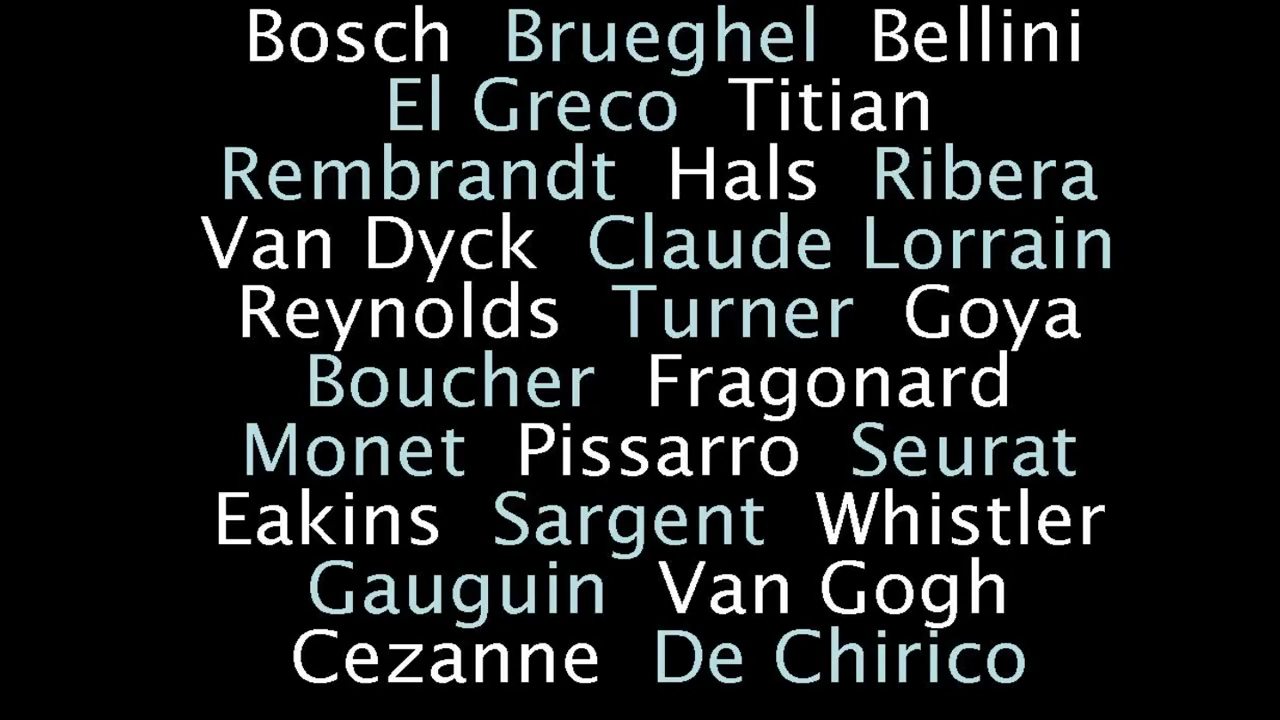 Bosch Brueghel Bellini
El Greco Titian
Rembrandt Hals Ribera
Van Dyck Claude Lorrain
Reynolds Turner Goya
Boucher Fragonard
Monet Pissarro Seurat
Eakins Sargent Whistler
Gauguin Van Gogh
Cezanne De Chirico